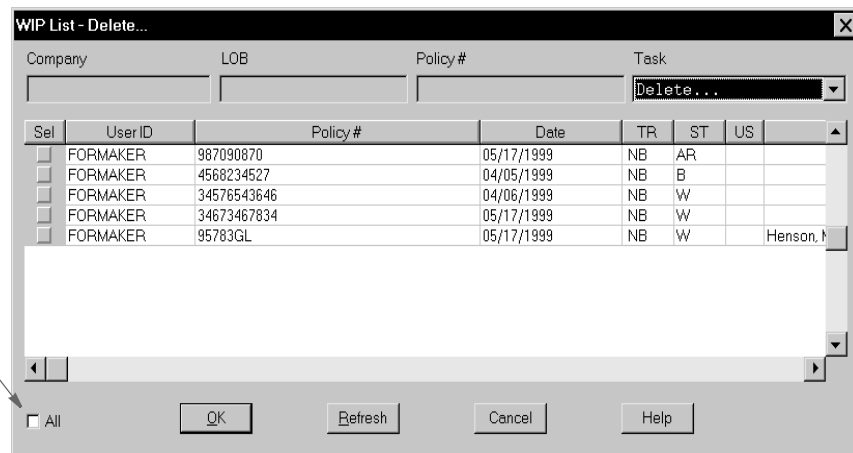 WIP List - Delete...
Company LOB Policy # Task
Delete...
Sel User ID Policy # Date TR ST US
FORMAKER 987090870 05/17/1999 NB AR
FORMAKER 4568234527 04/05/1999 NB B
FORMAKER 34576543646 04/06/1999 NB W
FORMAKER 34673467834 05/17/1999 NB W
FORMAKER 95783GL 05/17/1999 NB W Henson,
All OK Refresh Cancel Help